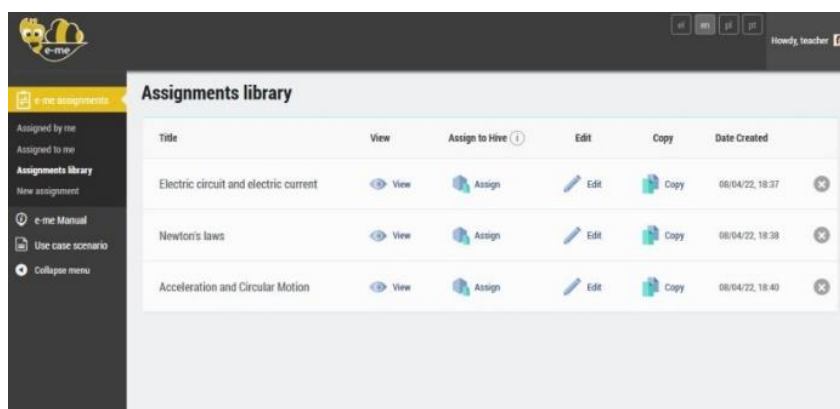 e-me
el en pl pt
Howdy, teacher
e-me assignments
Assigned by me
Assigned to me
Assignments library
New assignment
e-me Manual
Use case scenario
Collapse menu
Assignments library
Title View Assign to Hive i Edit Copy Date Created
Electric circuit and electric current View Assign Edit Copy 08/04/22, 18:37
Newton's laws View Assign Edit Copy 08/04/22, 18:38
Acceleration and Circular Motion View Assign Edit Copy 08/04/22, 18:40